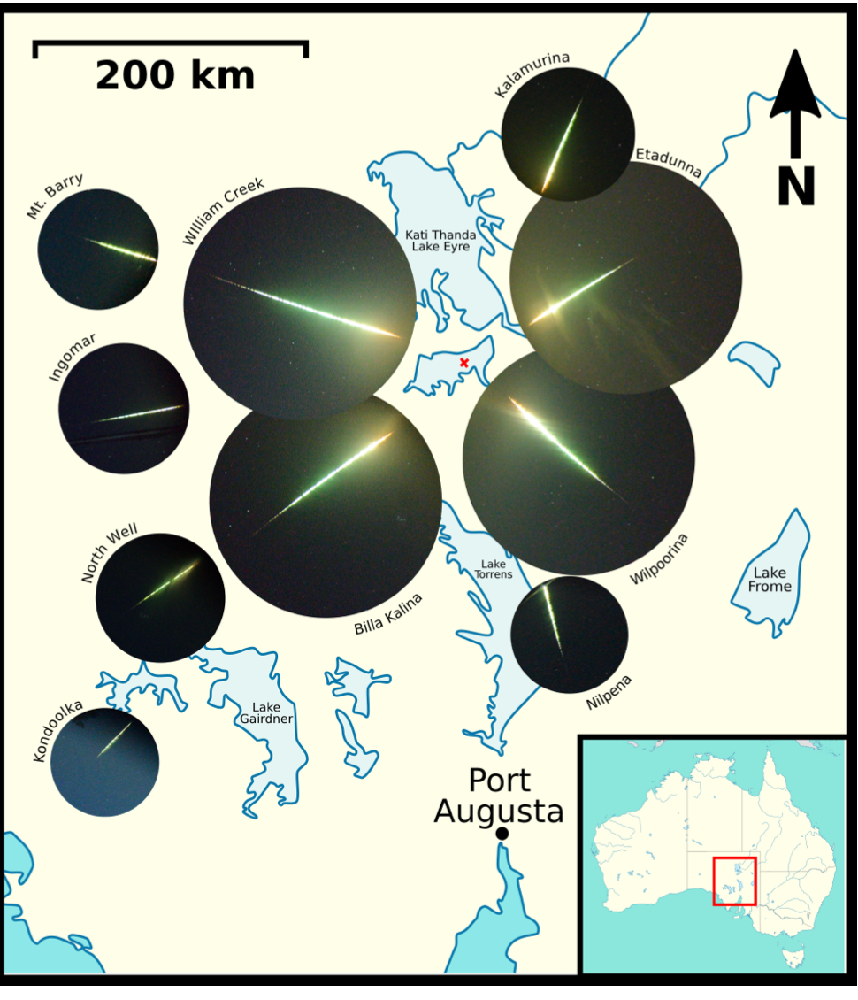 200 km
Kalamurina
N
Etadunna
Mt. Barry
WIlliam Creek
Kati Thanda
Lake Eyre
Ingomar
North Well
Billa Kalina
Lake
Torrens
Wilpoorina
Lake
Frome
Nilpena
Kondoolka
Lake
Gairdner
Port
Augusta